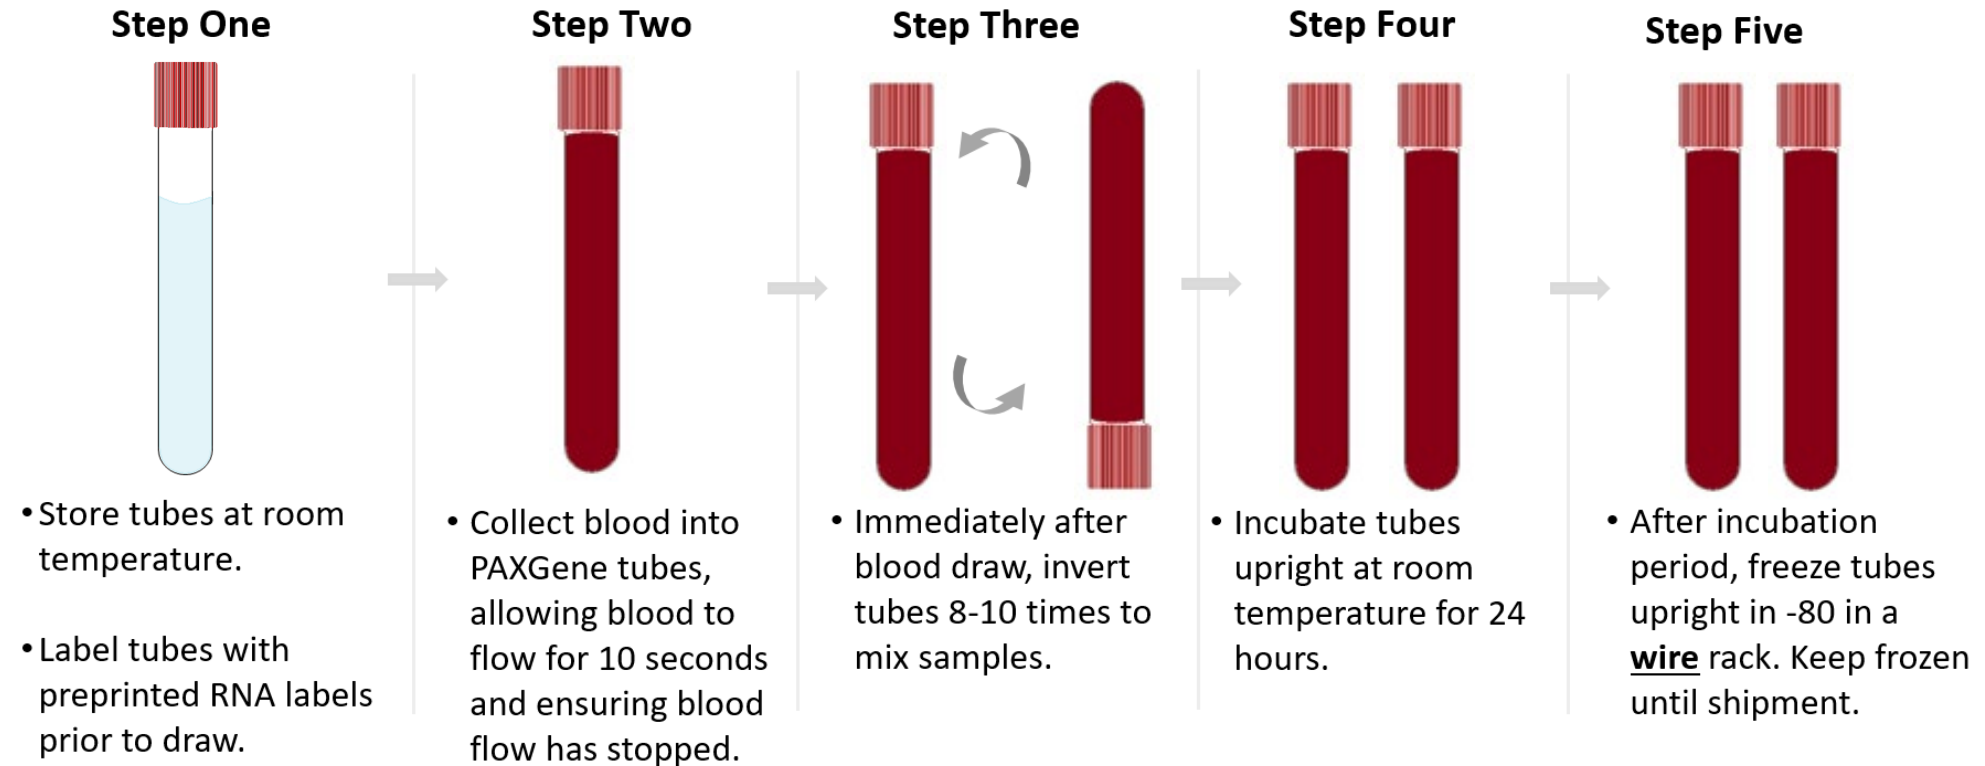 Step One
• Store tubes at room
temperature.
• Label tubes with
preprinted RNA labels
prior to draw.
Step Two
• Collect blood into
PAXGene tubes,
allowing blood to
flow for 10 seconds
and ensuring blood
flow has stopped.
Step Three
• Immediately after
blood draw, invert
tubes 8-10 times to
mix samples.
Step Four
• Incubate tubes
upright at room
temperature for 24
hours.
Step Five
• After incubation
period, freeze tubes
upright in -80 in a
wire rack. Keep frozen
until shipment.